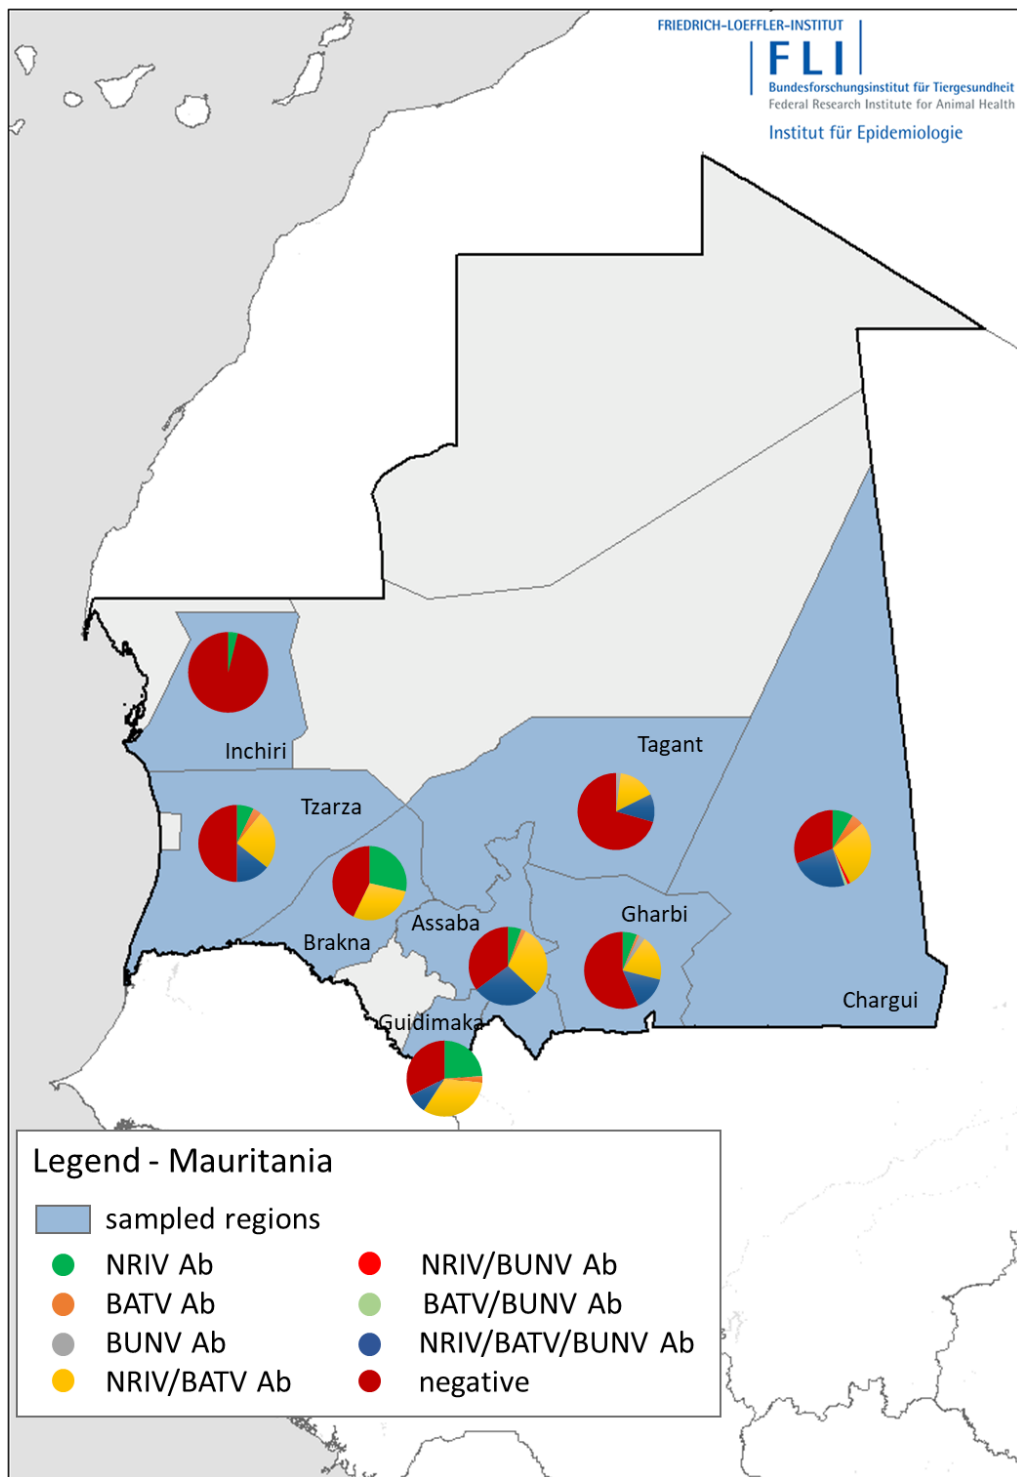 FRIEDRICH-LOEFFLER-INSTITUT
FLI
Bundesforschungsinstitut für Tiergesundheit
Federal Research Institute for Animal Health
Institut für Epidemiologie
Inchiri
Tagant
Tzarza
Assaba
Gharbi
Brakna
Chargui
Guidimaka
Legend - Mauritania
sampled regions
NRIV Ab
NRIV/BUNV Ab
BATV Ab
BATV/BUNV Ab
BUNV Ab
NRIV/BATV/BUNV Ab
NRIV/BATV Ab
negative